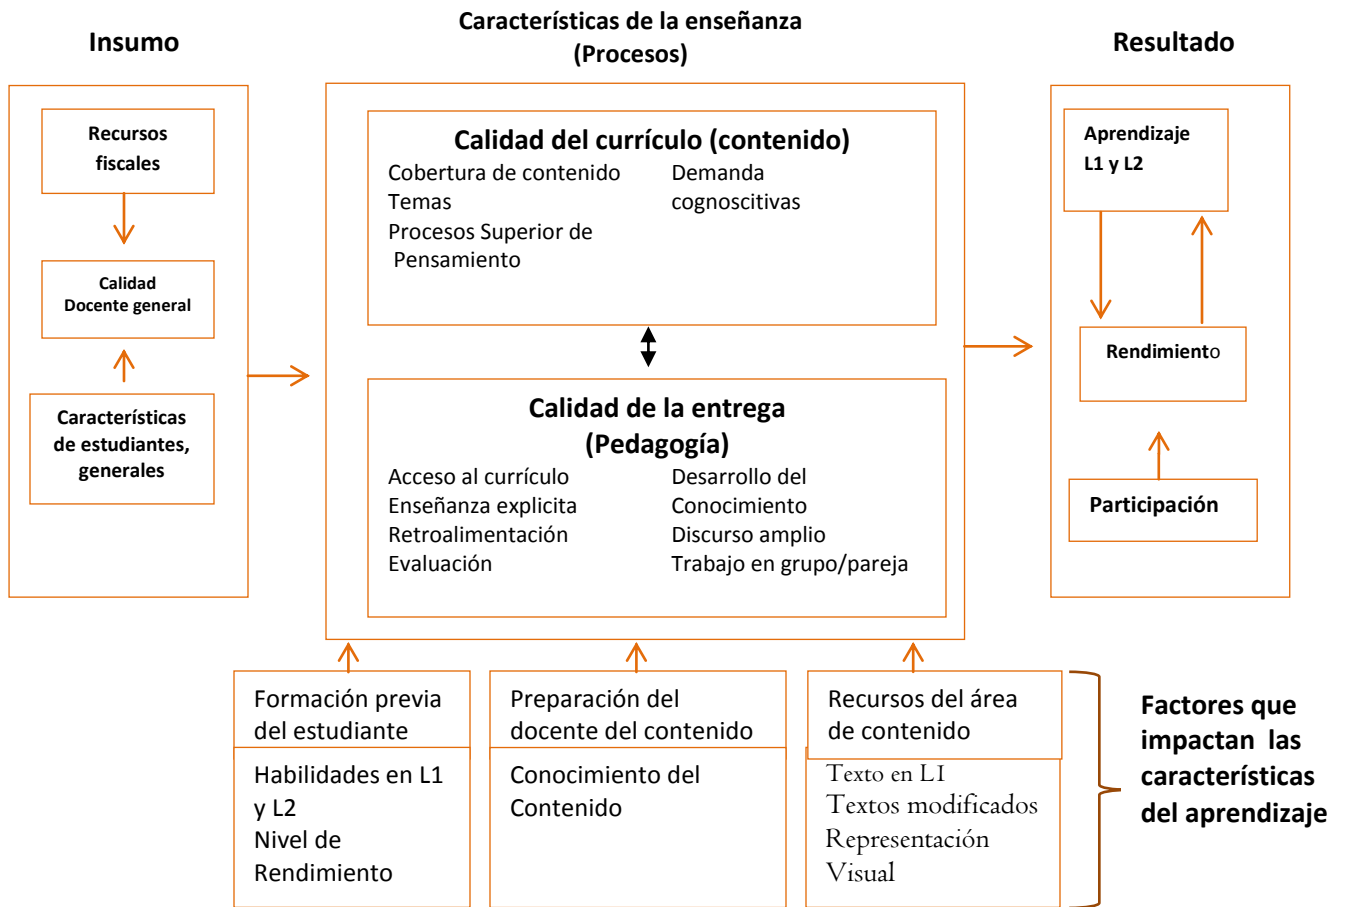 Insumo
Características de la enseñanza
(Procesos)
Resultado
Recursos
fiscales
Calidad
Docente general
Características
de estudiantes,
generales
Calidad del currículo (contenido)
Cobertura de contenido
Temas
Procesos Superior de
Pensamiento
Demanda
cognoscitivas
Calidad de la entrega
(Pedagogía)
Acceso al currículo
Enseñanza explicita
Retroalimentación
Evaluación
Desarrollo del
Conocimiento
Discurso amplio
Trabajo en grupo/pareja
Aprendizaje
L1 y L2
Rendimiento
Participación
Formación previa
del estudiante
Habilidades en L1
y L2
Nivel de
Rendimiento
Preparación del
docente del contenido
Conocimiento del
Contenido
Recursos del área
de contenido
Texto en LI
Textos modificados
Representación
Visual
Factores que
impactan las
características
del aprendizaje